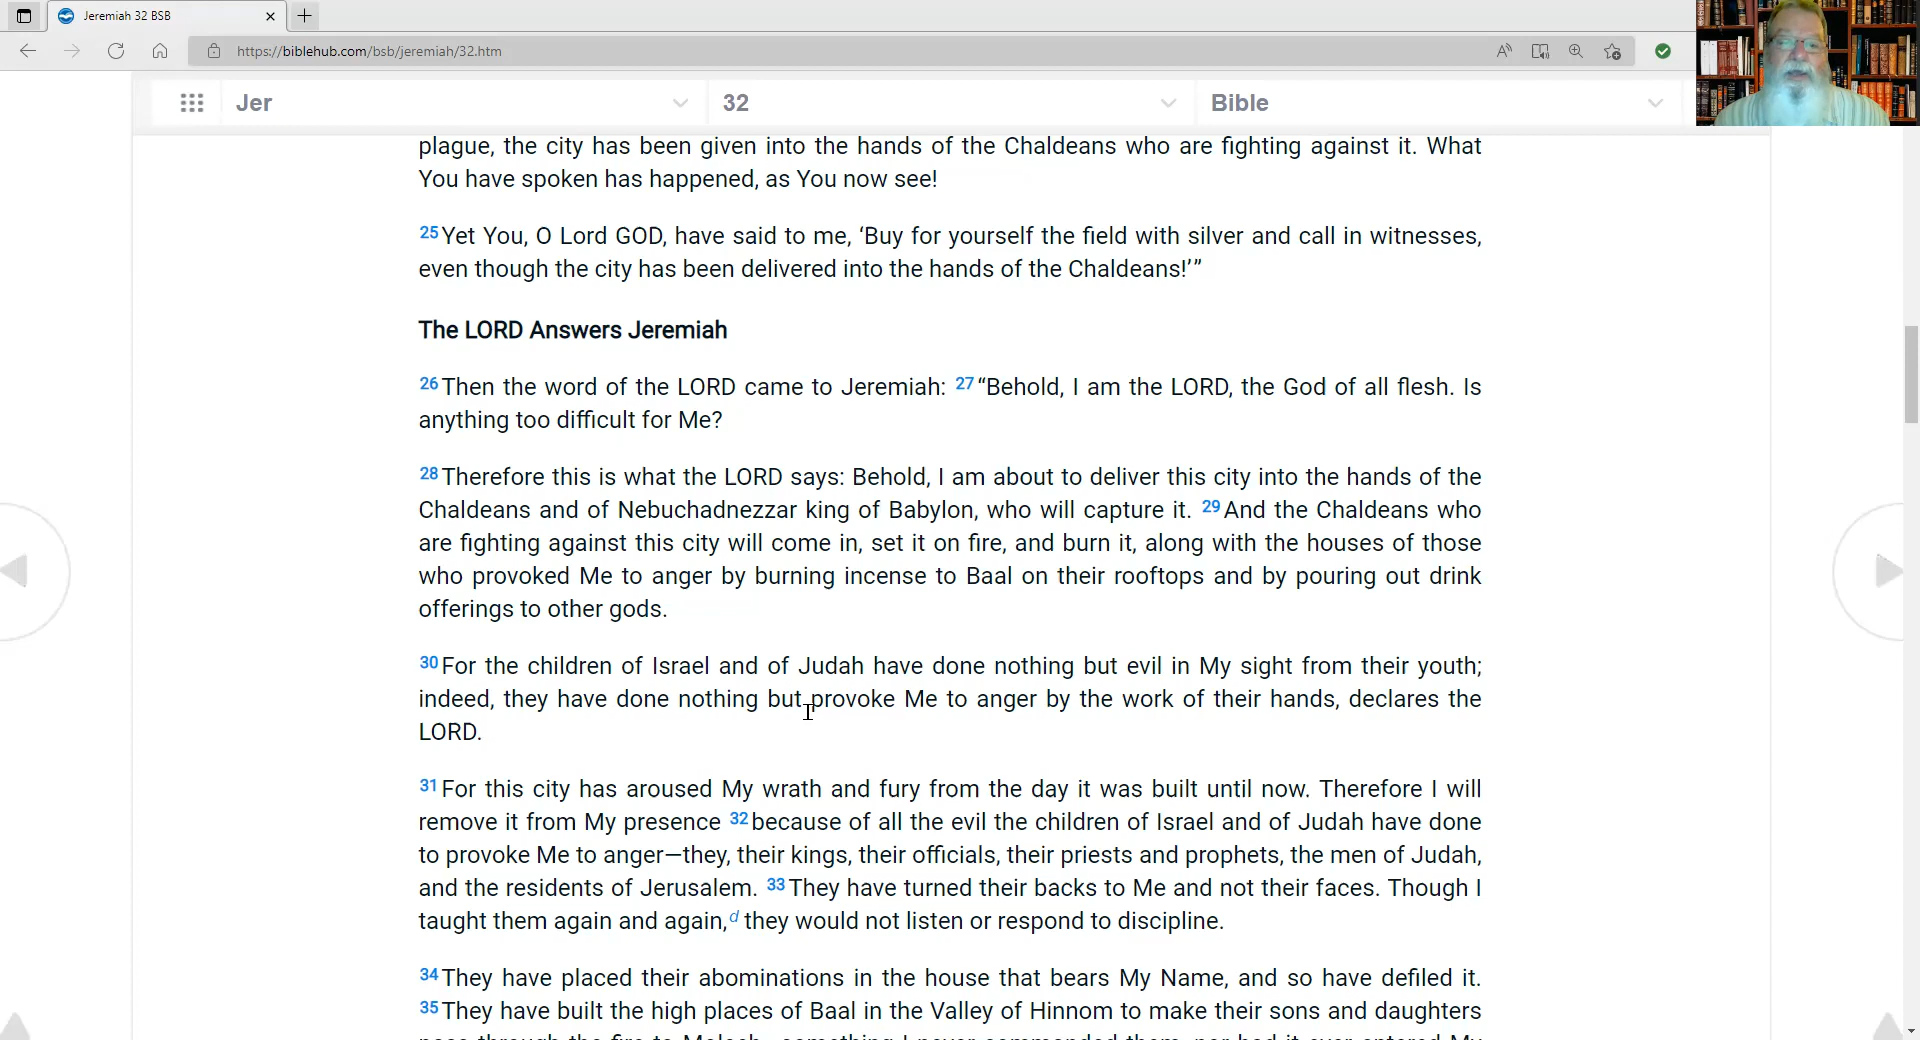 Jeremiah 32 BSB
https://biblehub.com/bsb/jeremiah/32.htm
Jer 32 Bible
plague, the city has been given into the hands of the Chaldeans who are fighting against it. What
You have spoken has happened, as You now see!
25 Yet You, O Lord GOD, have said to me, ‘Buy for yourself the field with silver and call in witnesses,
even though the city has been delivered into the hands of the Chaldeans!’”
The LORD Answers Jeremiah
26 Then the word of the LORD came to Jeremiah: 27 “Behold, I am the LORD, the God of all flesh. Is
anything too difficult for Me?
28 Therefore this is what the LORD says: Behold, I am about to deliver this city into the hands of the
Chaldeans and of Nebuchadnezzar king of Babylon, who will capture it. 29 And the Chaldeans who
are fighting against this city will come in, set it on fire, and burn it, along with the houses of those
who provoked Me to anger by burning incense to Baal on their rooftops and by pouring out drink
offerings to other gods.
30 For the children of Israel and of Judah have done nothing but evil in My sight from their youth;
indeed, they have done nothing but provoke Me to anger by the work of their hands, declares the
LORD.
31 For this city has aroused My wrath and fury from the day it was built until now. Therefore I will
remove it from My presence 32 because of all the evil the children of Israel and of Judah have done
to provoke Me to anger—they, their kings, their officials, their priests and prophets, the men of Judah,
and the residents of Jerusalem. 33 They have turned their backs to Me and not their faces. Though I
taught them again and again,d they would not listen or respond to discipline.
34 They have placed their abominations in the house that bears My Name, and so have defiled it.
35 They have built the high places of Baal in the Valley of Hinnom to make their sons and daughters
pass through the fire to Molech—something I never commanded them, nor had it ever entered My